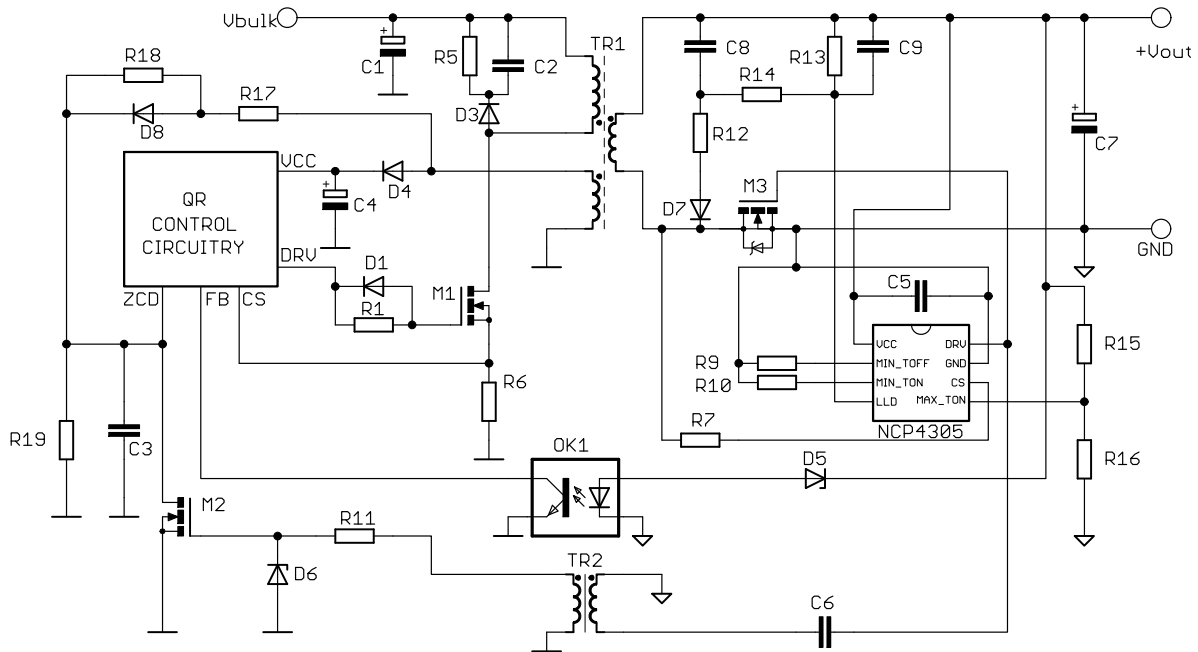 Vbulk
C1
R5
C2
TR1
C8
R13
C9
+Vout
R18
R14
D8
R17
D3
R12
C7
VCC
D4
C4
M3
D7
QR
CONTROL
CIRCUITRY
GND
DRV
D1
M1
C5
ZCD
FB
CS
R1
VCC
DRV
R15
R9
MIN_TOFF
GND
R6
R10
MIN_TON
CS
LLD
MAX_TON
R7
NCP4305
R19
C3
OK1
D5
R16
M2
R11
D6
TR2
C6